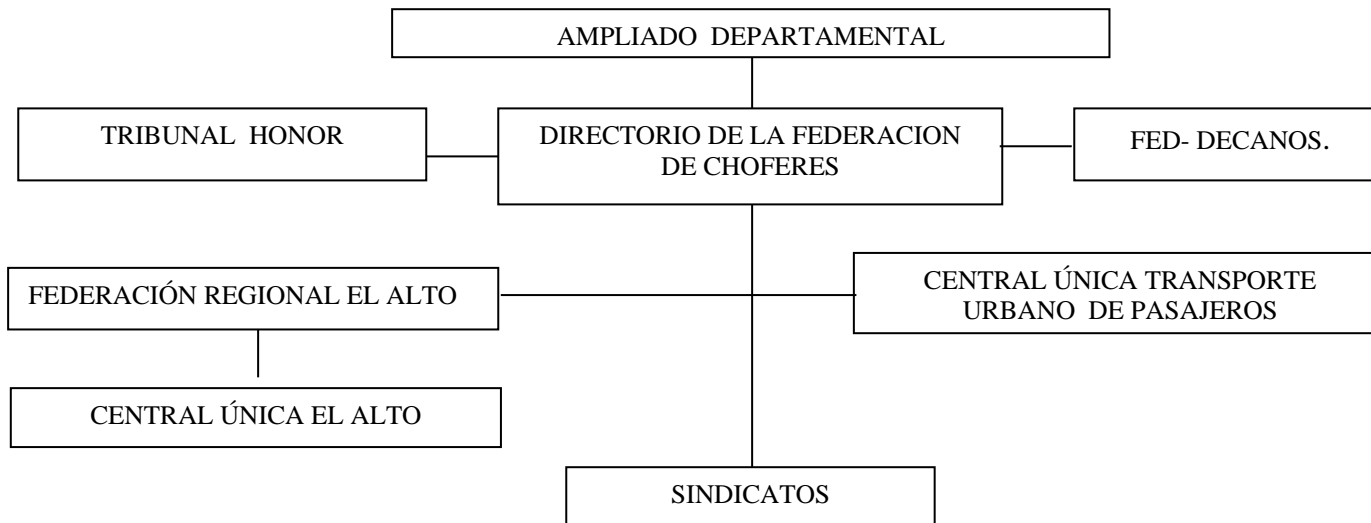 AMPLIADO DEPARTAMENTAL
TRIBUNAL HONOR
DIRECTORIO DE LA FEDERACION
DE CHOFERES
FED- DECANOS.
FEDERACIÓN REGIONAL EL ALTO
CENTRAL ÚNICA TRANSPORTE
URBANO DE PASAJEROS
CENTRAL ÚNICA EL ALTO
SINDICATOS